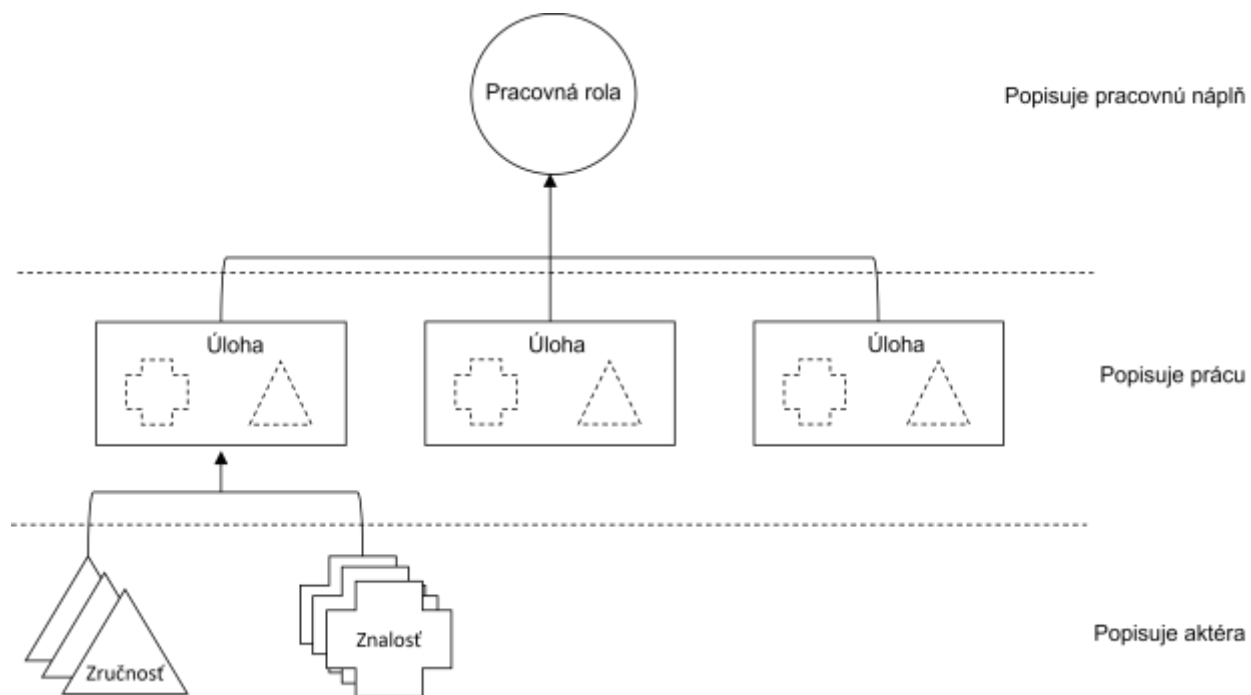 Pracovná rola
Popisuje pracovnú náplň
Úloha
Úloha
Úloha
Popisuje prácu
Zručnosť
Znalosť
Popisuje aktéra